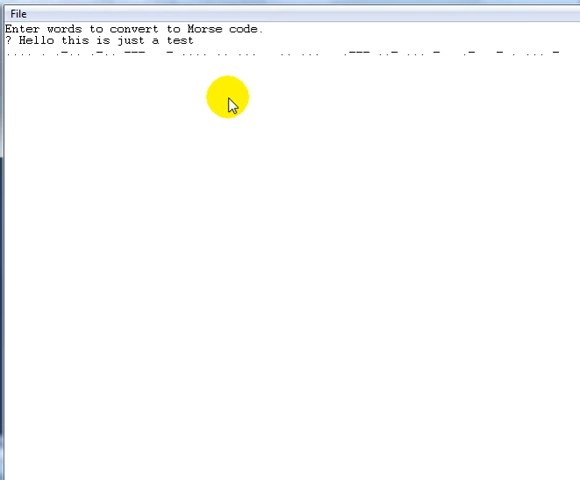 File
Enter words to convert to Morse code.
? Hello this is just a test
.... . .-.. .-.. ---   - .... .. ...   .. ...   .--- ..- ... -   .-   - . ... -